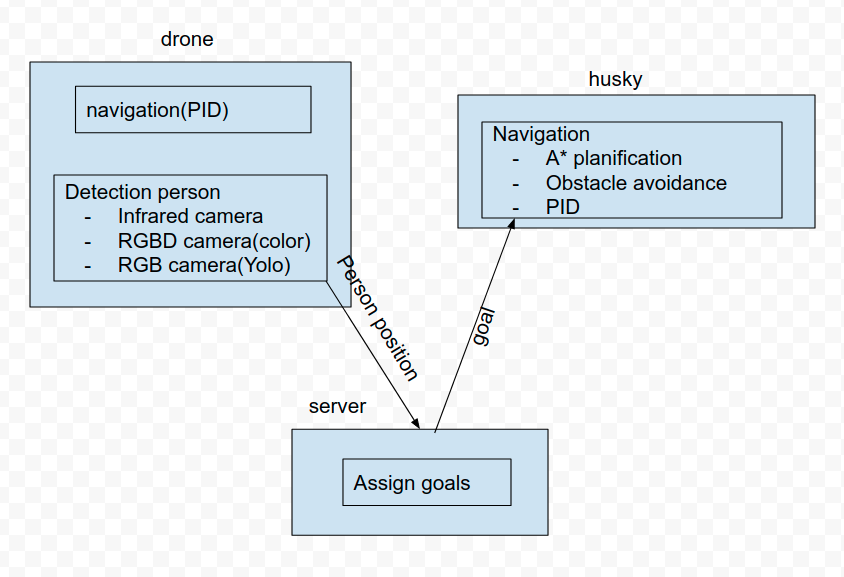 drone
navigation(PID)
Detection person
- Infrared camera
- RGBD camera(color)
- RGB camera(Yolo)
husky
Navigation
- A* planification
- Obstacle avoidance
- PID
Person position
goal
server
Assign goals